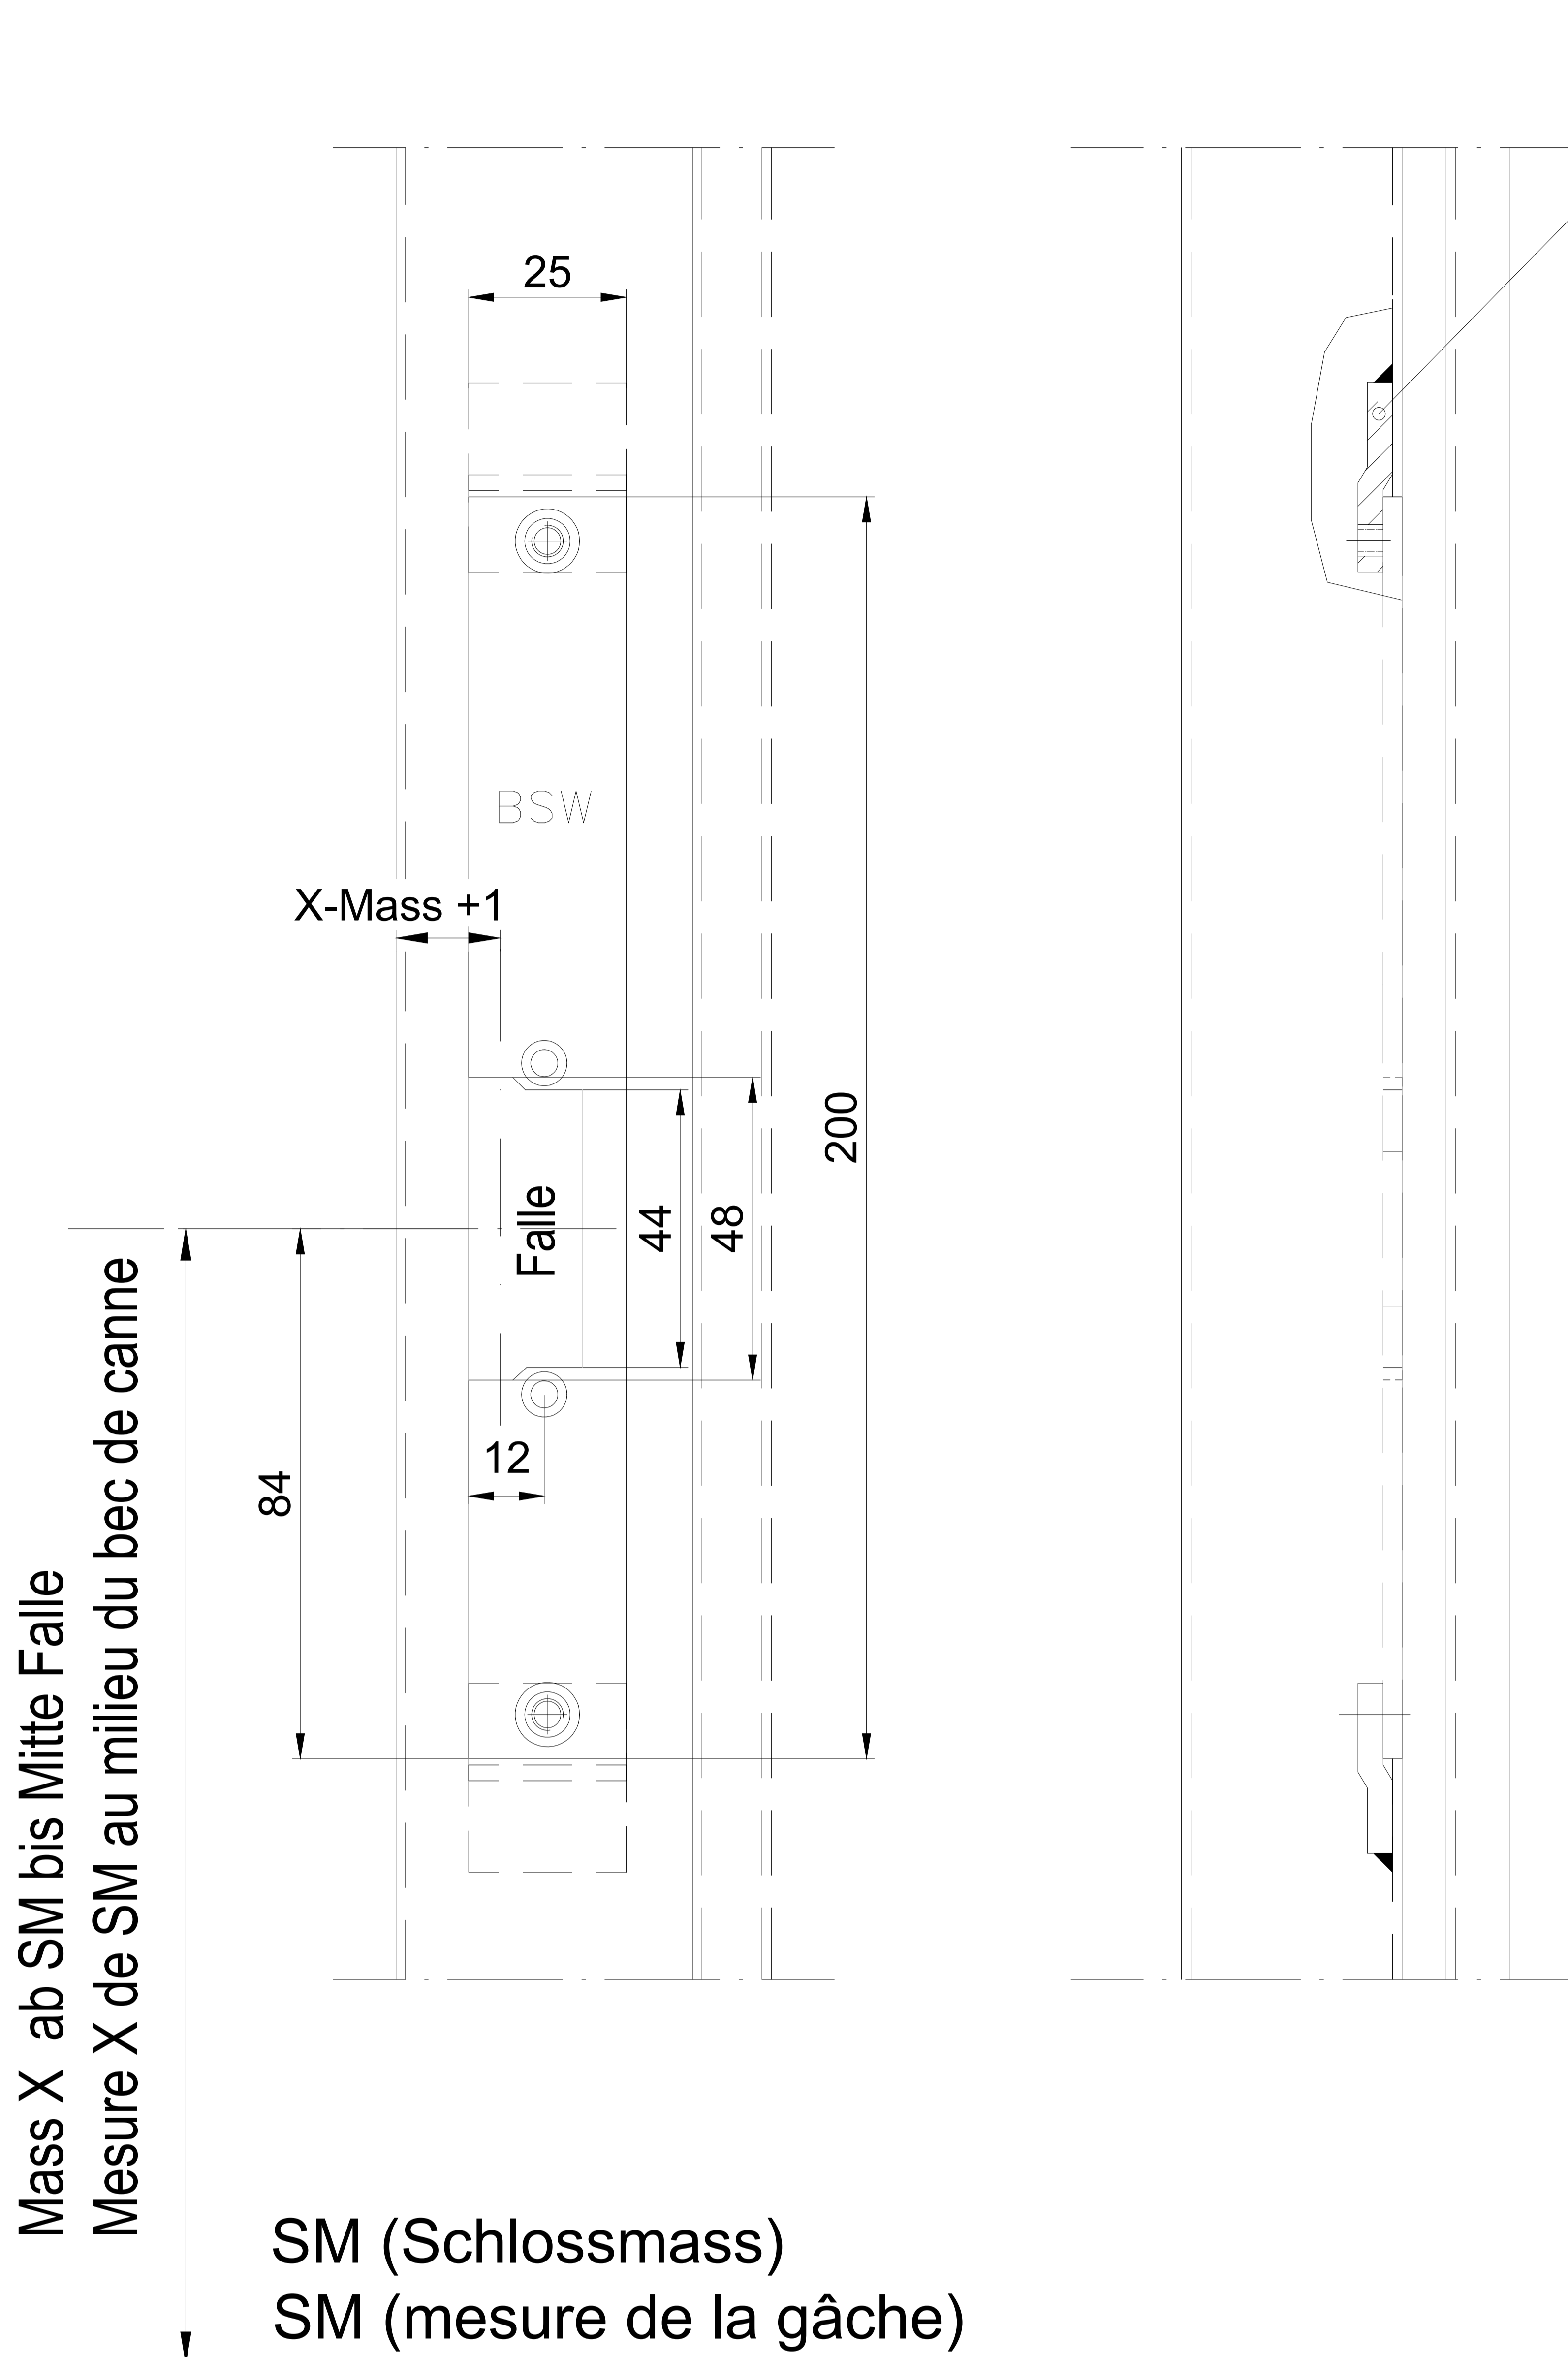 25
BSW
X-Mass +1
200
Falle
44
48
12
84
Mass X  ab SM bis Mitte Falle
Mesure X de SM au milieu du bec de canne
SM (Schlossmass)
SM (mesure de la gâche)